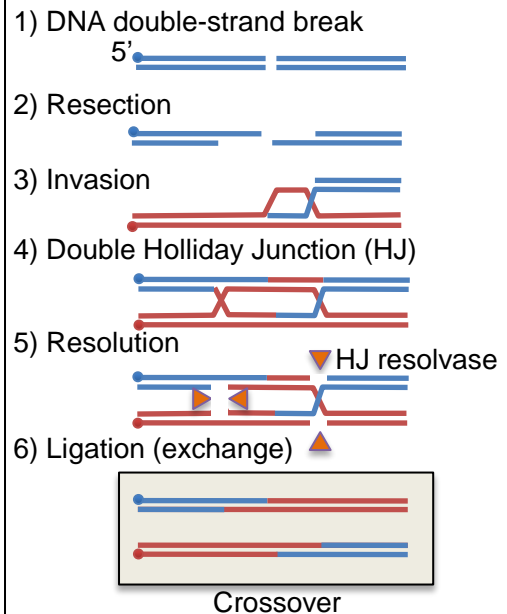 1) DNA double-strand break
5’
2) Resection
3) Invasion
4) Double Holliday Junction (HJ)
5) Resolution
HJ resolvase
6) Ligation (exchange)
Crossover